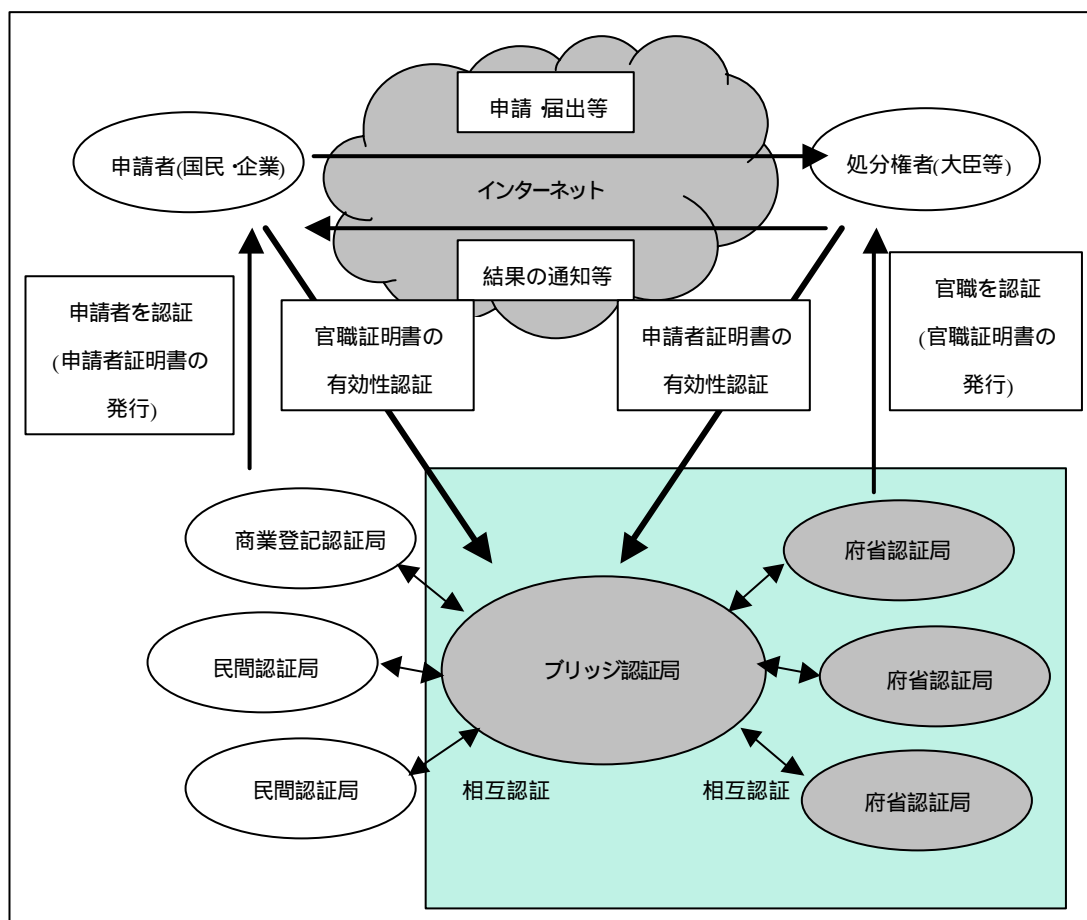 申請・届出等
申請者(国民・企業)
処分権者(大臣等)
インターネット
結果の通知等
申請者を認証
(申請者証明書の
発行)
官職証明書の
有効性認証
申請者証明書の
有効性認証
官職を認証
(官職証明書の
発行)
商業登記認証局
府省認証局
民間認証局
ブリッジ認証局
府省認証局
民間認証局
相互認証
相互認証
府省認証局